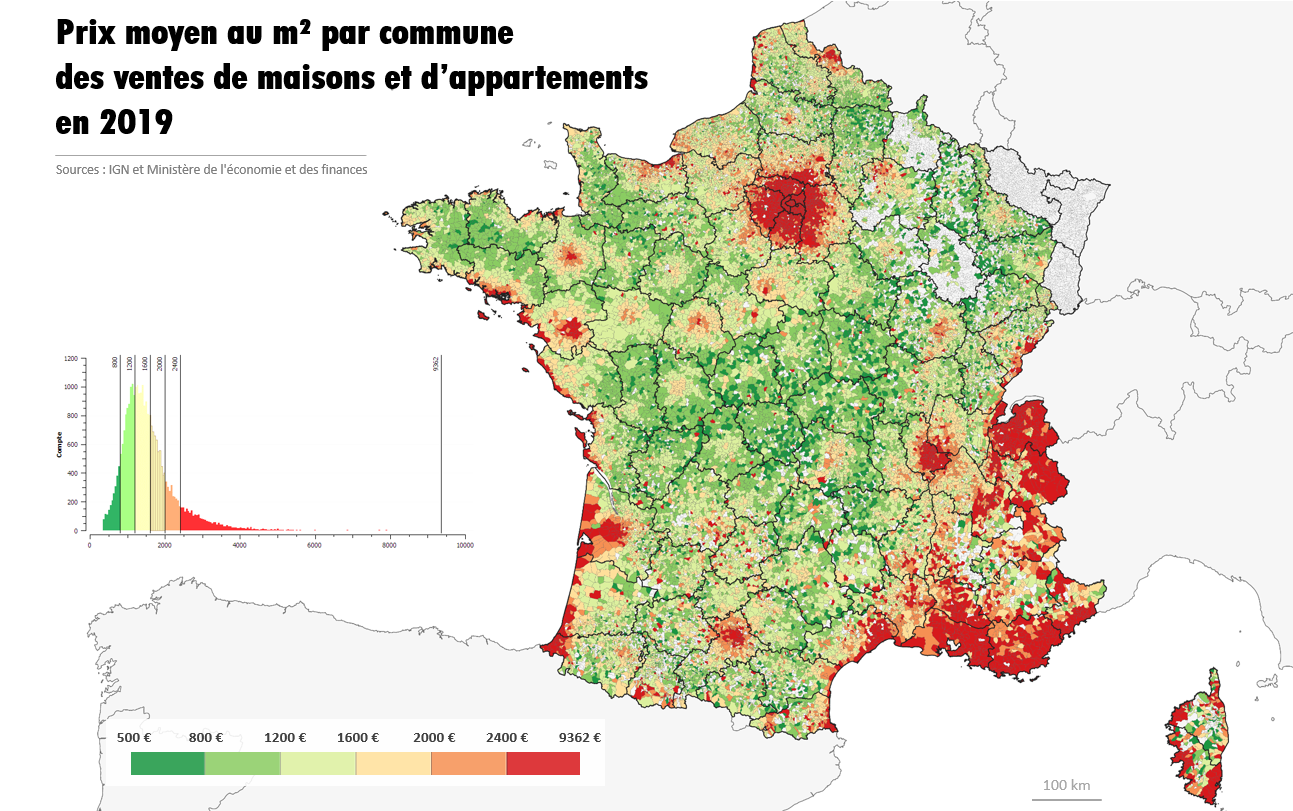 Prix moyen au m² par commune
des ventes de maisons et d’appartements
en 2019
Sources : IGN et Ministère de l'économie et des finances
800 1200 1600 2000 2400 9362
1200
1000
800
600
400
200
0
Compte
0 2000 4000 6000 8000 10000
500 € 800 € 1200 € 1600 € 2000 € 2400 € 9362 €
100 km